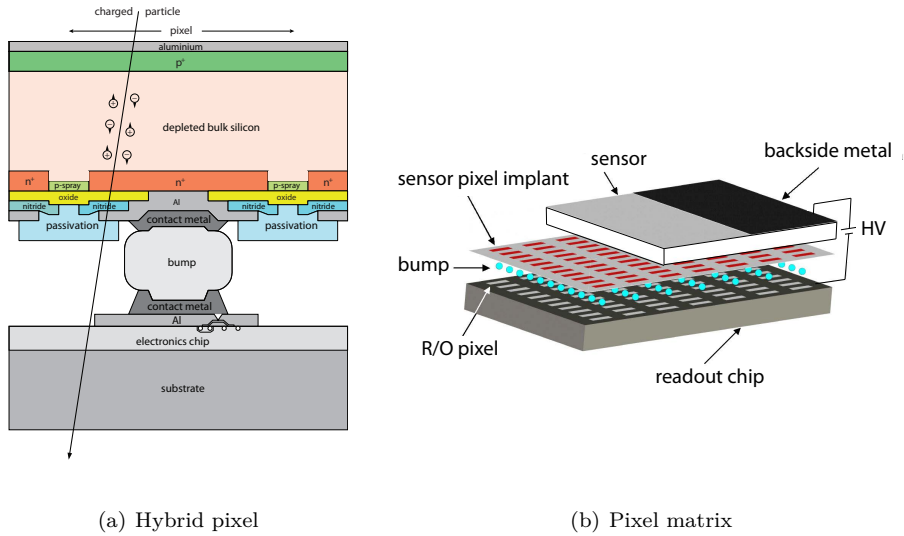 charged particle
pixel
aluminium
p+
depleted bulk silicon
+ −
− +
+ −
n+ p-spray n+ p-spray n+
oxide Al oxide
nitride nitride contact metal nitride nitride
passivation passivation
bump
contact metal
Al
electronics chip
substrate
(a) Hybrid pixel
backside metal
sensor
sensor pixel implant
HV
bump
R/O pixel
readout chip
(b) Pixel matrix